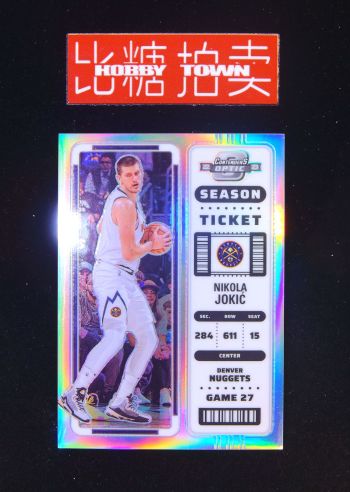 比糖拍卖
HOBBY TOWN
CONTENDERS
OPTIC
SEASON
TICKET
NIKOLA
JOKIĆ
SEC. ROW SEAT
284 611 15
CENTER
DENVER
NUGGETS
GAME 27